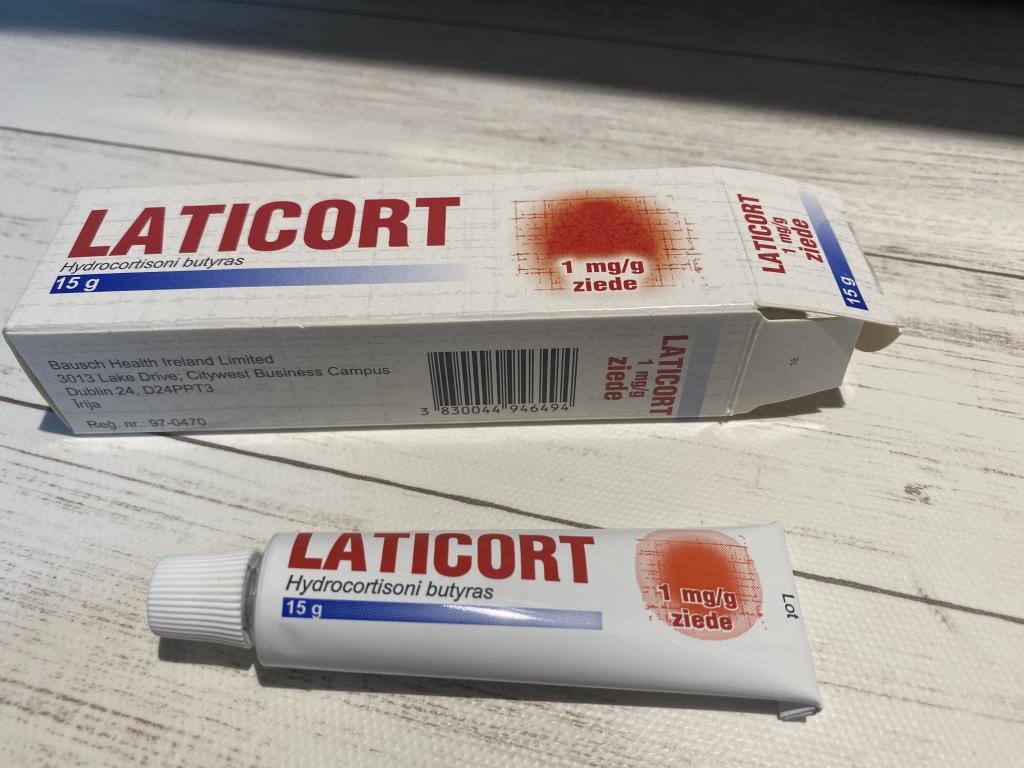 LATICORT
Hydrocortisoni butyras
15 g
1 mg/g
ziede
LATICORT
1 mg/g
ziede
15 g
Bausch Health Ireland Limited
3013 Lake Drive, Citywest Business Campus
Dublin 24, D24PPT3
Īrija
Reģ. nr.: 97-0470
3 830044 946494
LATICORT
1 mg/g
ziede
LATICORT
Hydrocortisoni butyras
15 g
1 mg/g
ziede
Lot